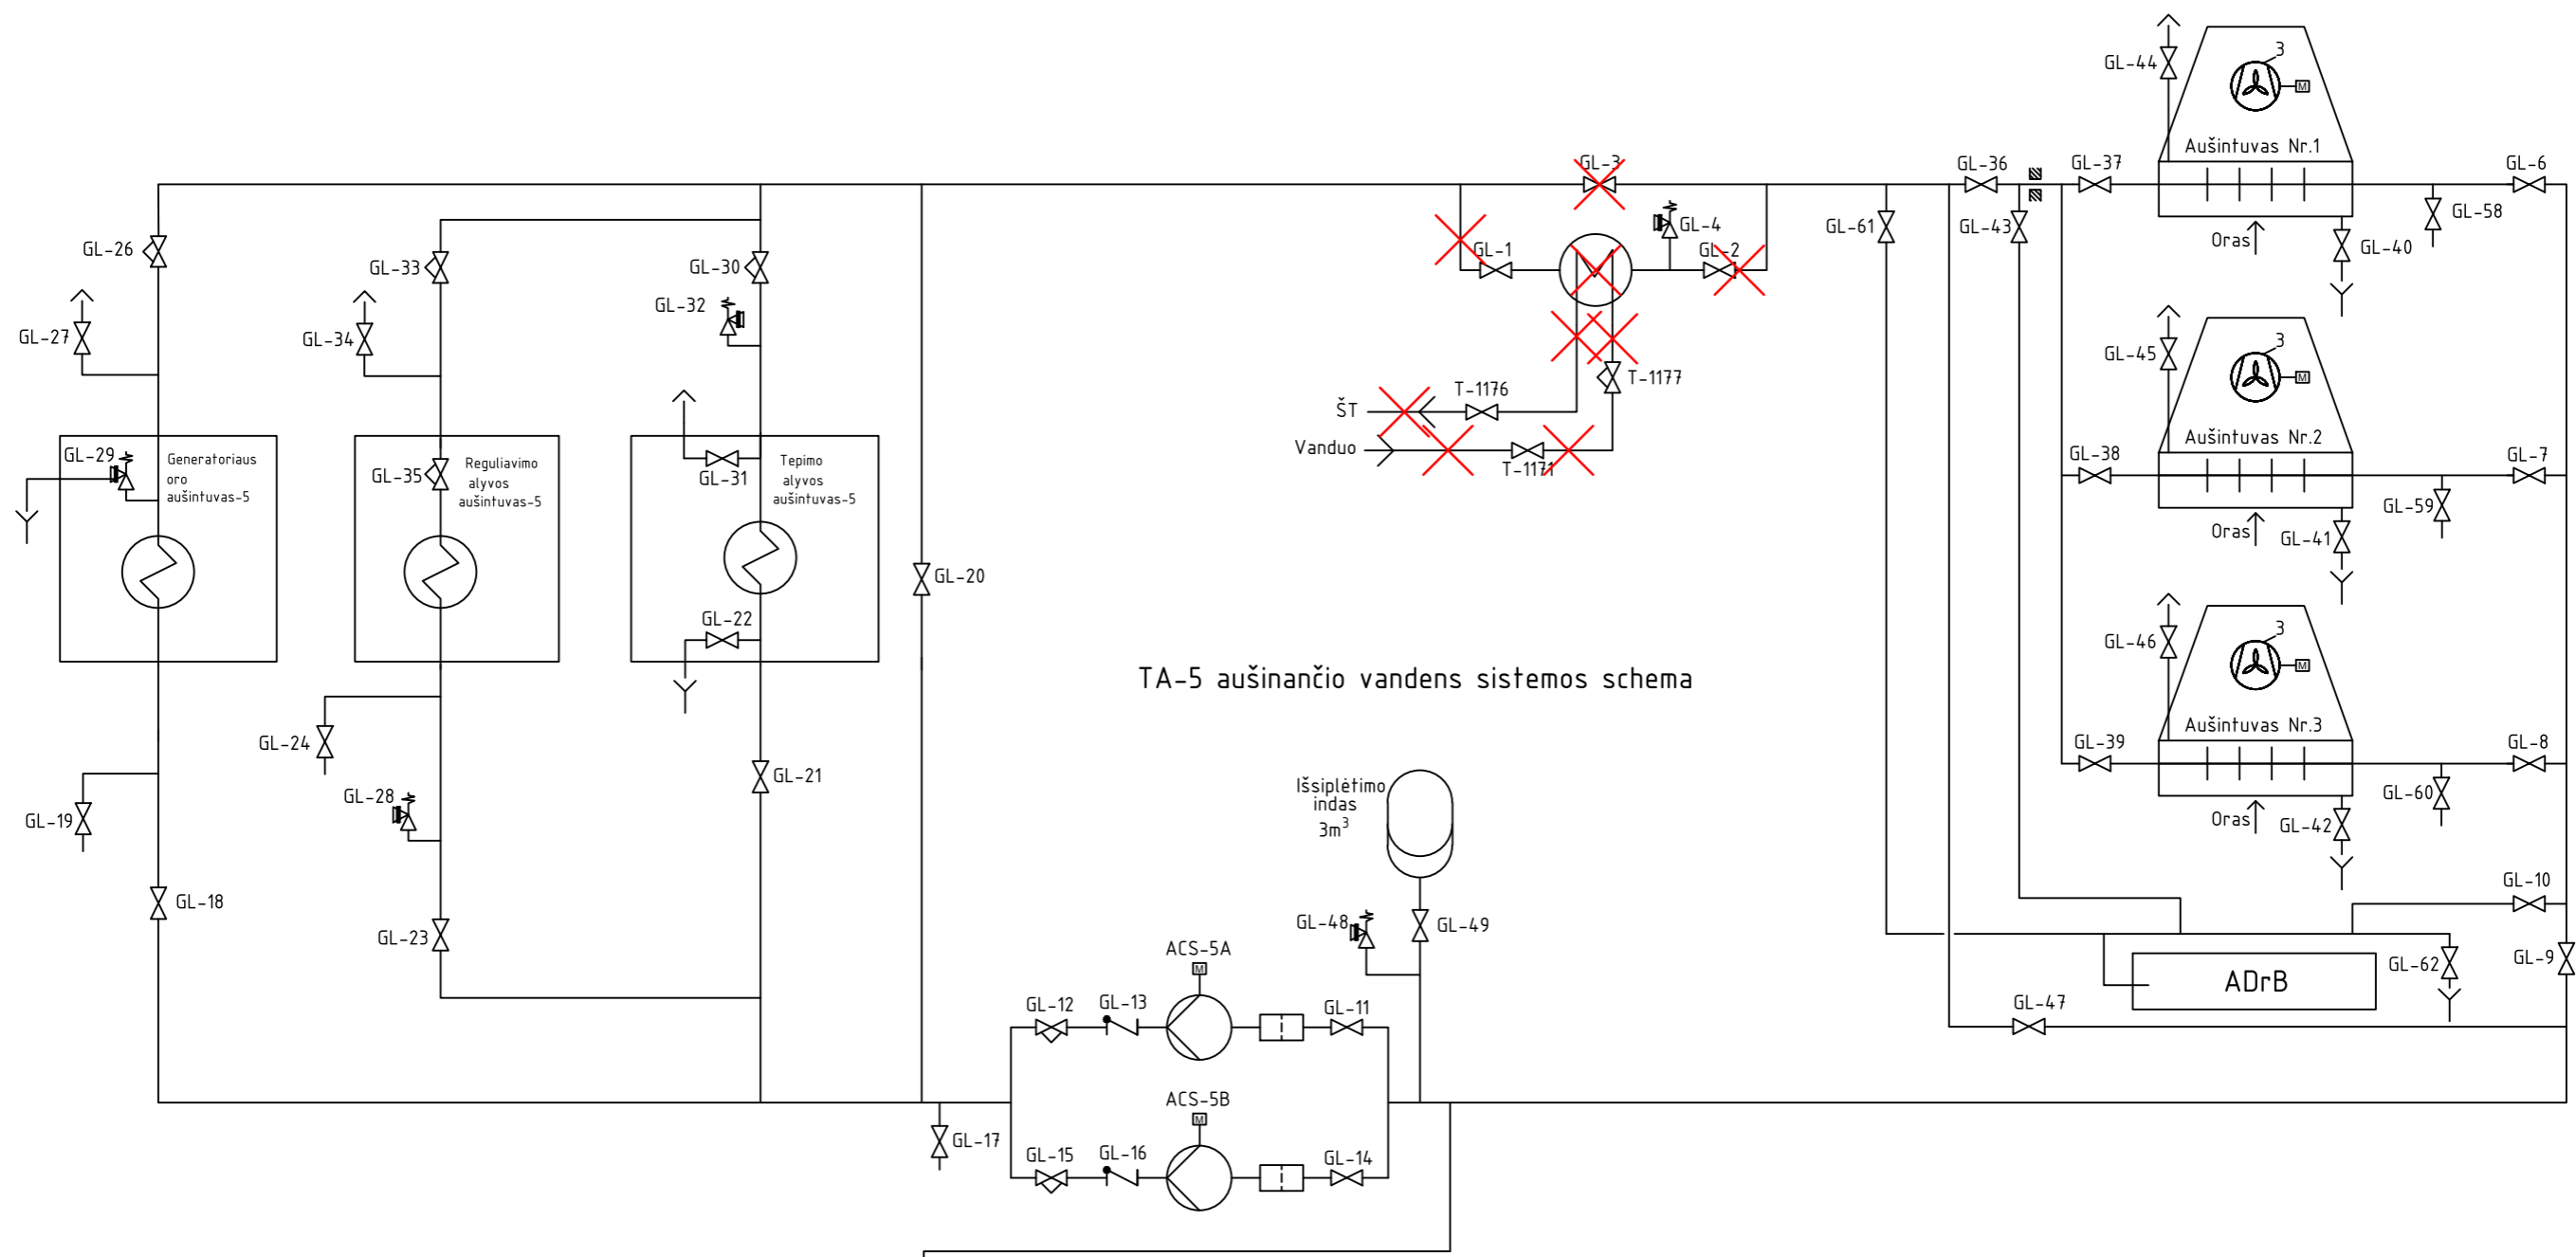 GL-44
3
M
Aušintuvas Nr.1
GL-3
GL-36
GL-37
GL-6
GL-58
GL-4
GL-61
GL-43
Oras
GL-40
GL-26
GL-33
GL-30
GL-1
GL-2
GL-32
GL-27
GL-34
GL-45
3
M
T-1177
T-1176
ŠT
Vanduo
T-1171
Aušintuvas Nr.2
GL-38
GL-7
GL-59
Oras
GL-41
GL-29
Generatoriaus
oro
aušintuvas-5
GL-35
Reguliavimo
alyvos
aušintuvas-5
GL-31
Tepimo
alyvos
aušintuvas-5
GL-20
GL-22
GL-46
3
M
TA-5 aušinančio vandens sistemos schema
Aušintuvas Nr.3
GL-39
GL-8
GL-60
Oras
GL-42
GL-24
GL-21
GL-19
GL-28
Išsiplėtimo
indas
3m³
GL-18
GL-23
GL-48
GL-49
GL-10
GL-9
GL-62
ADrB
GL-47
ACS-5A
M
GL-12
GL-13
GL-11
ACS-5B
M
GL-17
GL-15
GL-16
GL-14